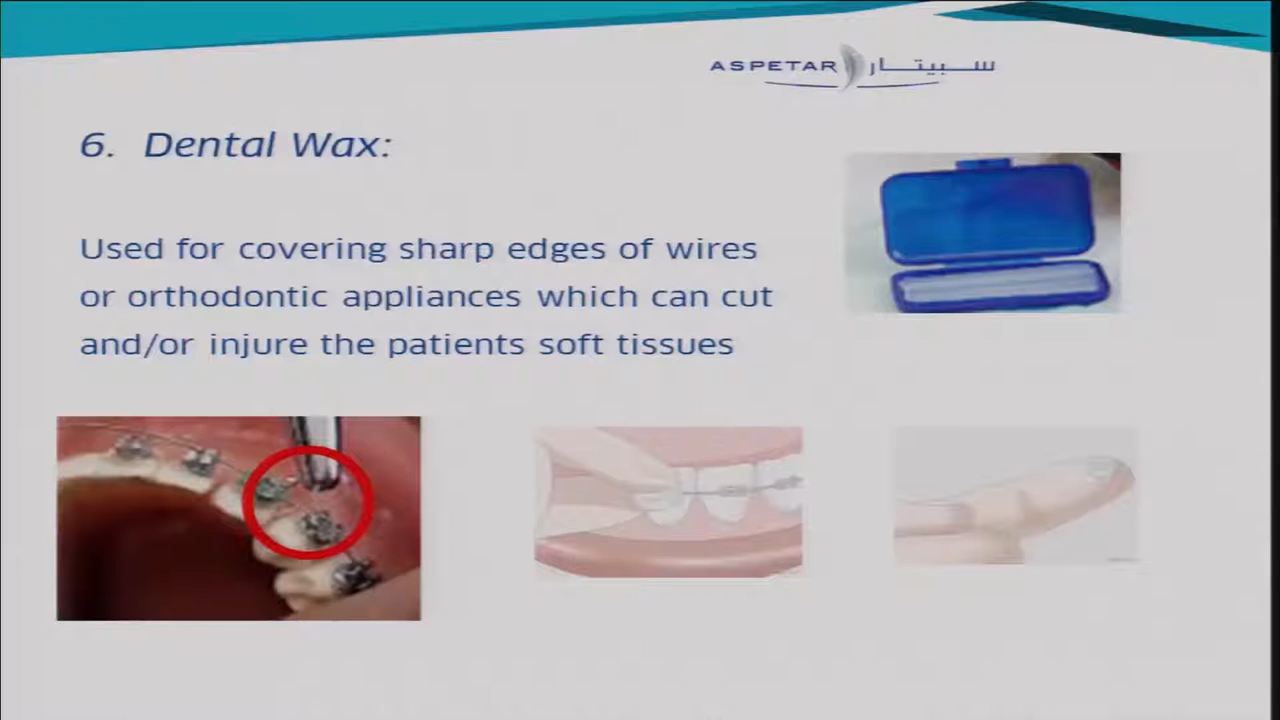 ASPETAR سبيتار
6. Dental Wax:
Used for covering sharp edges of wires
or orthodontic appliances which can cut
and/or injure the patients soft tissues